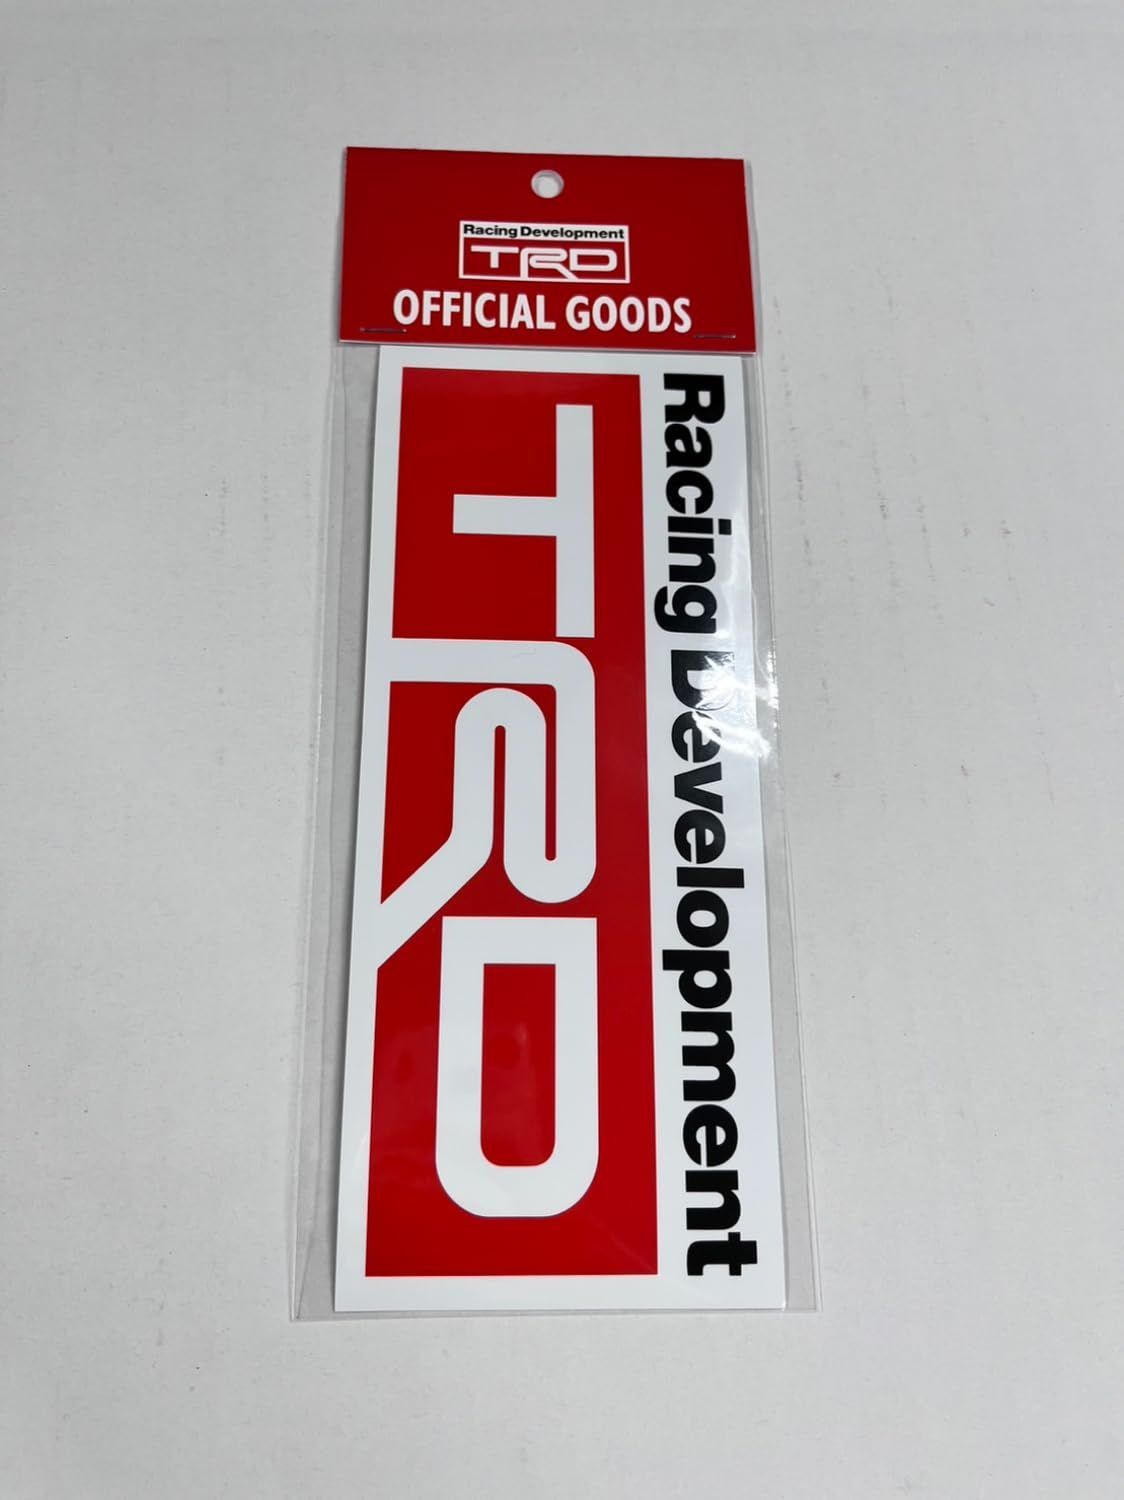 Racing Development
TRD
OFFICIAL GOODS
Racing Development
TRD